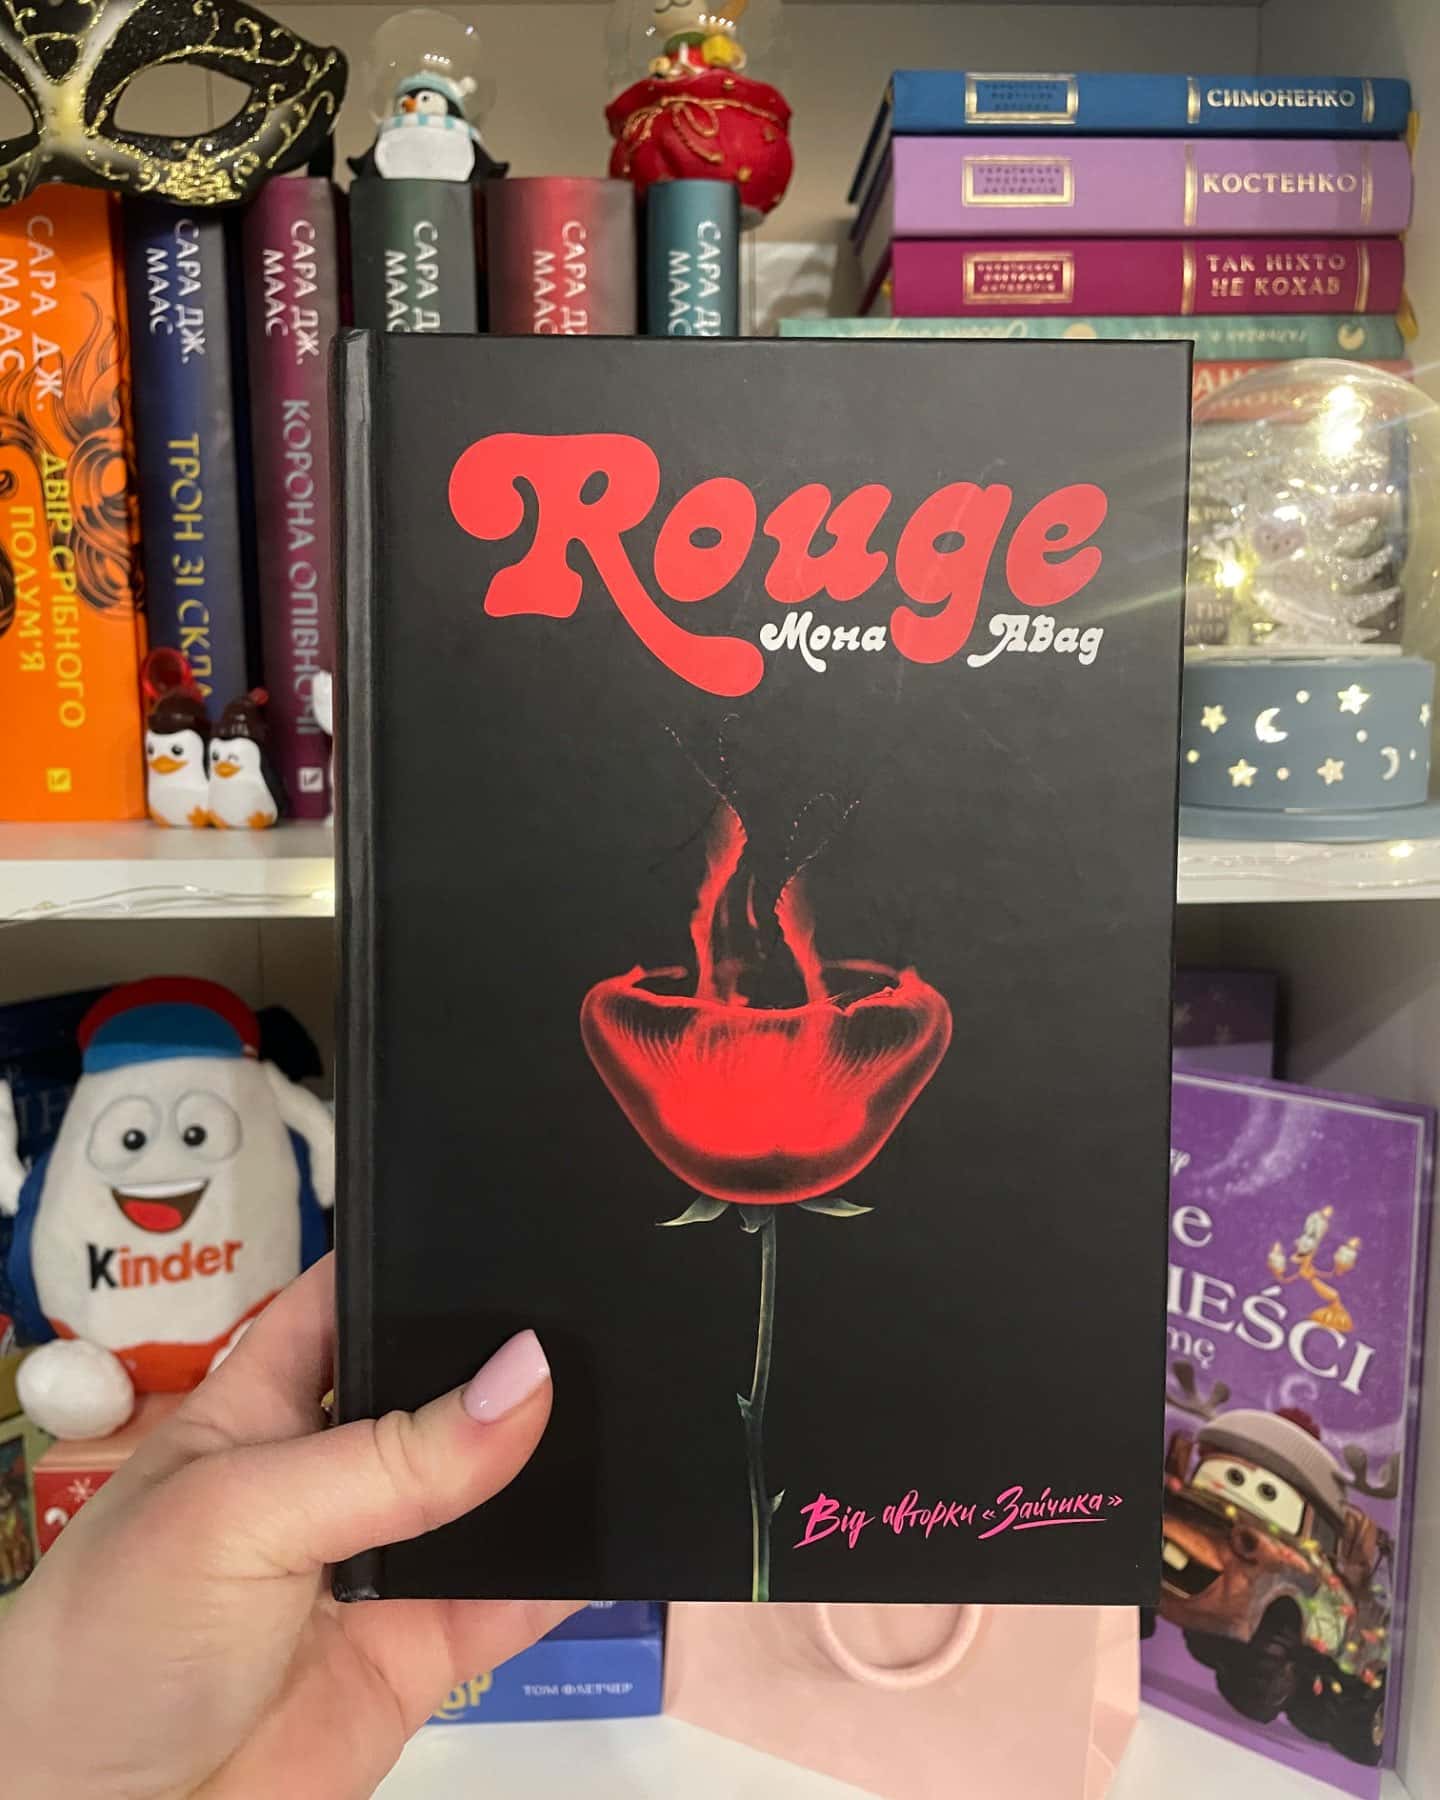 САРА ДЖ.
МААС
ДВІР СРІБНОГО
ПОЛУМ'Я
САРА ДЖ.
МААС
ТРОН ЗІ СКЛА
САРА ДЖ.
МААС
КОРОНА ОПІВНОЧІ
САРА Д
МААС
САРА Д
МААС
САРА Д
МААС
СИМОНЕНКО
КОСТЕНКО
ТАК НІХТО
НЕ КОХАВ
Rouge
Мона Авад
Від авторки «Зайчика»
Kinder
ТОМ ФЛЕТЧЕР
e
IEŚCI
mę